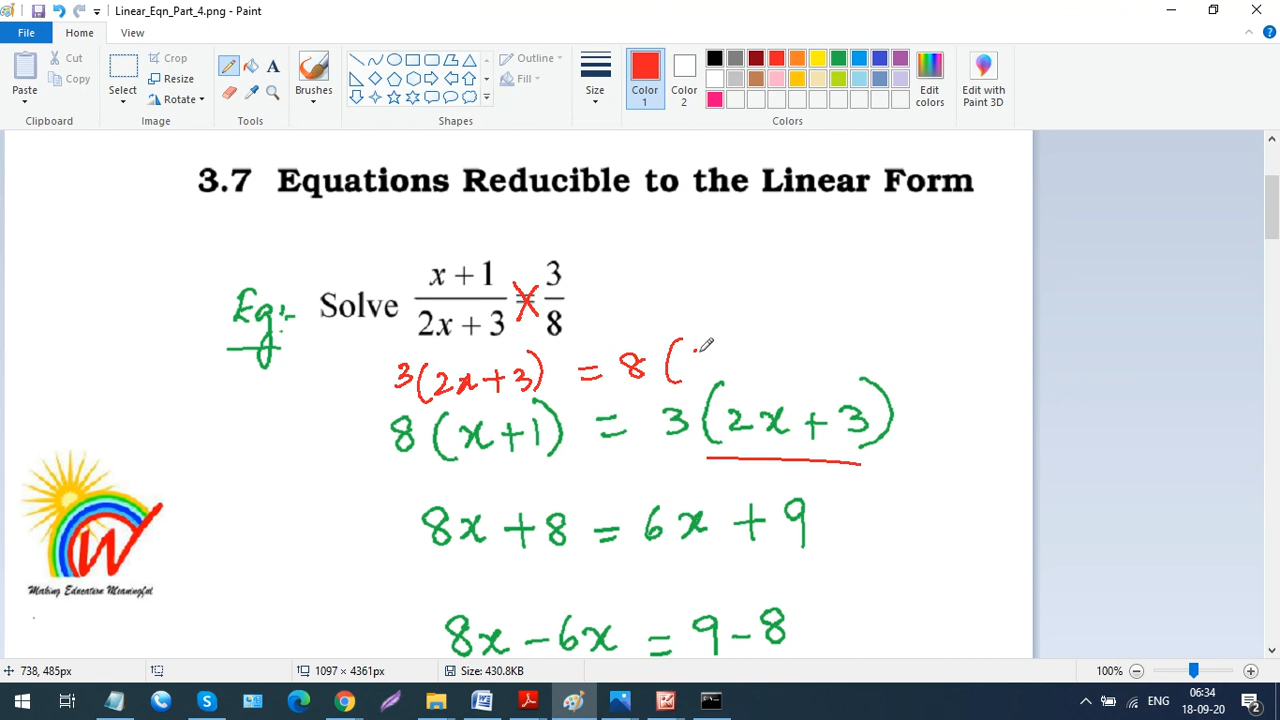 Linear_Eqn_Part_4.png - Paint
File Home View
Paste Cut Copy Select Crop Resize Rotate Brushes Outline Fill Size Color 1 Color 2 Edit colors Edit with Paint 3D
Clipboard Image Tools Shapes Colors
3.7 Equations Reducible to the Linear Form
Eg:- Solve (x + 1)/(2x + 3) = 3/8
3(2x+3) = 8(
8(x+1) = 3(2x+3)
8x + 8 = 6x + 9
8x - 6x = 9 - 8
Making Education Meaningful
738, 485px 1097 × 4361px Size: 430.8KB 100%
ENG 06:34 18-09-20 2